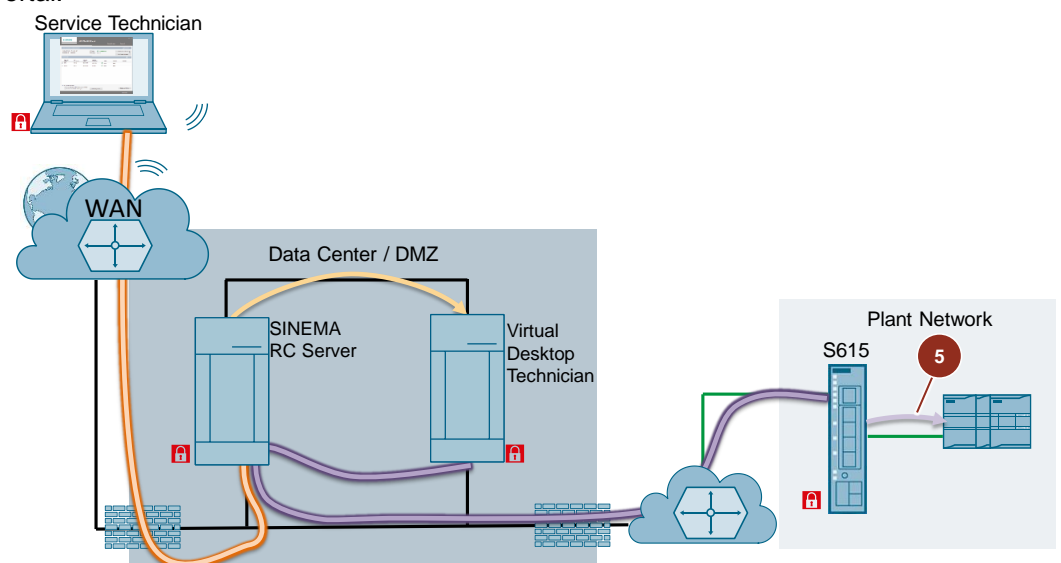 Service Technician
WAN
Data Center / DMZ
SINEMA
RC Server
Virtual
Desktop
Technician
Plant Network
S615
5